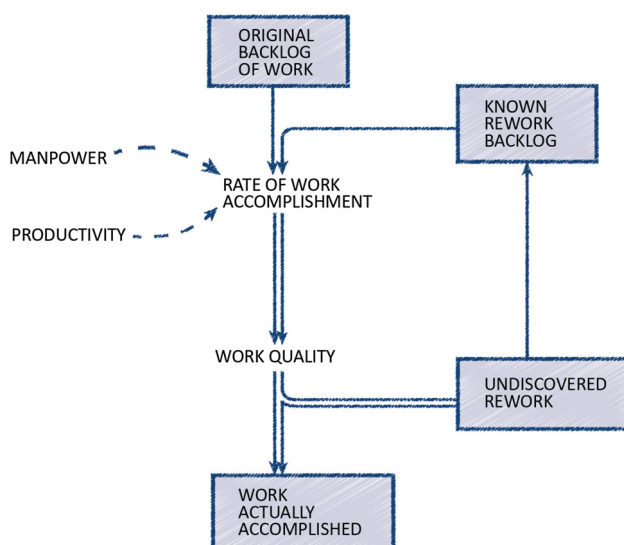 ORIGINAL
BACKLOG
OF WORK
KNOWN
REWORK
BACKLOG
MANPOWER
RATE OF WORK
ACCOMPLISHMENT
PRODUCTIVITY
WORK QUALITY
UNDISCOVERED
REWORK
WORK
ACTUALLY
ACCOMPLISHED